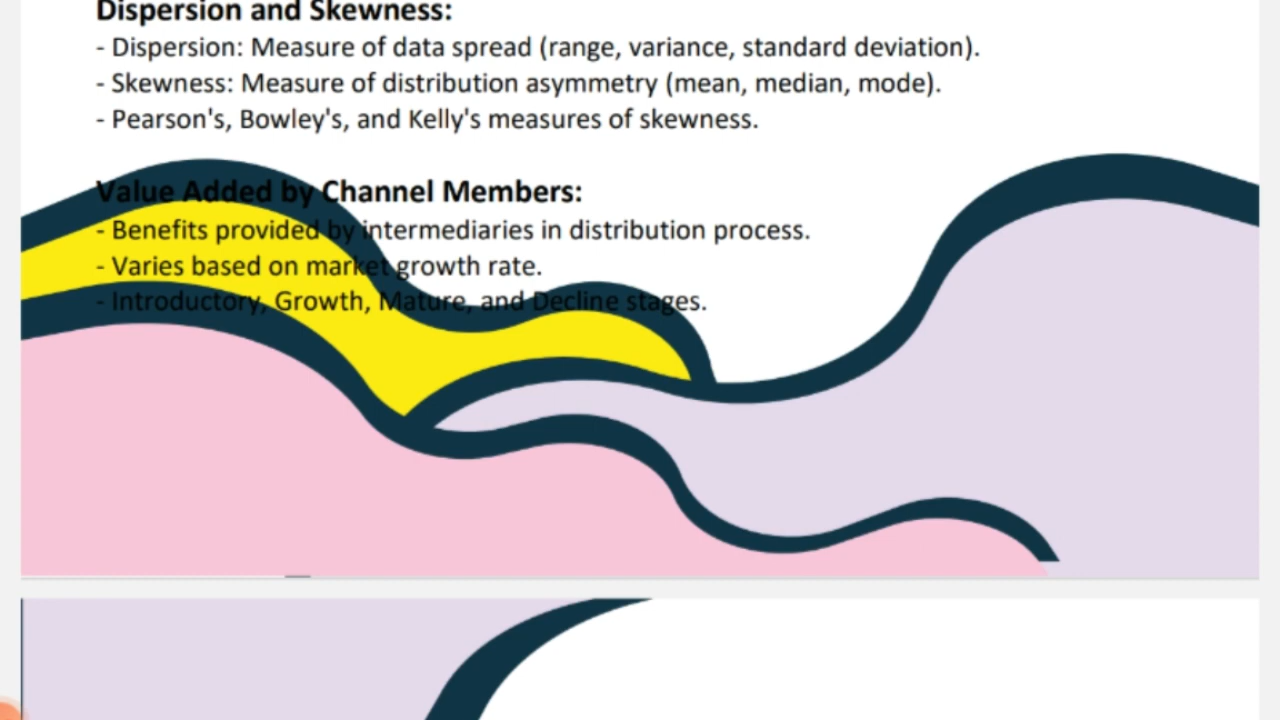 Dispersion and Skewness:
- Dispersion: Measure of data spread (range, variance, standard deviation).
- Skewness: Measure of distribution asymmetry (mean, median, mode).
- Pearson's, Bowley's, and Kelly's measures of skewness.
Value Added by Channel Members:
- Benefits provided by intermediaries in distribution process.
- Varies based on market growth rate.
- Introductory, Growth, Mature, and Decline stages.